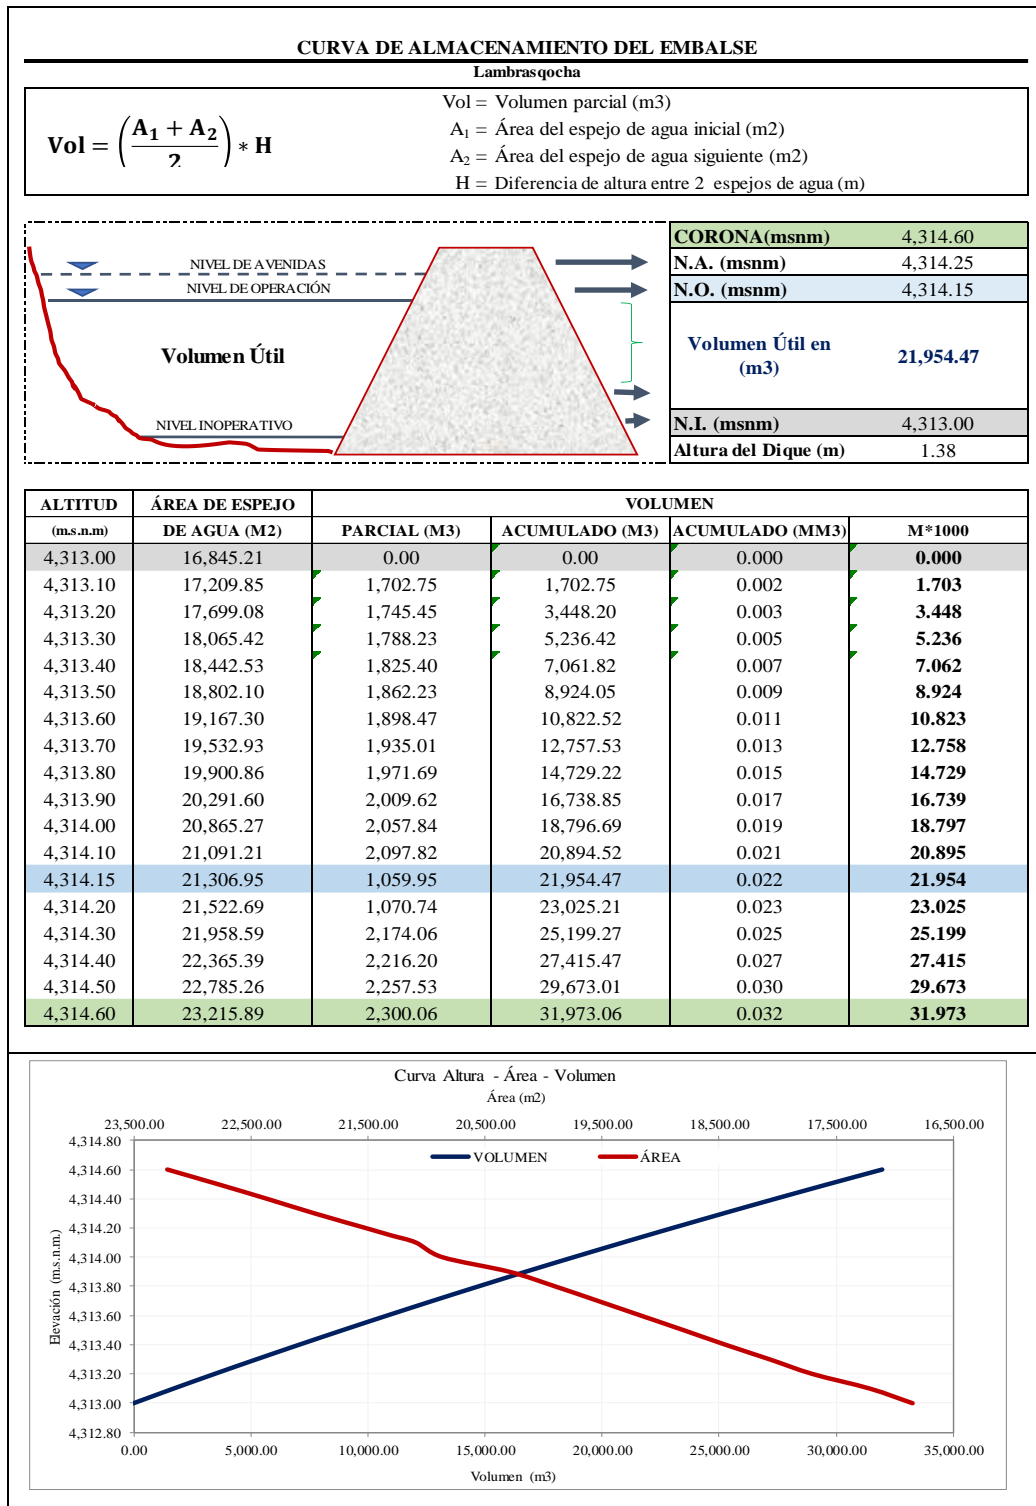 CURVA DE ALMACENAMIENTO DEL EMBALSE
Lambrasqocha
Vol = (A₁ + A₂ / 2) * H
Vol = Volumen parcial (m3)
A₁ = Área del espejo de agua inicial (m2)
A₂ = Área del espejo de agua siguiente (m2)
H = Diferencia de altura entre 2 espejos de agua (m)
NIVEL DE AVENIDAS
NIVEL DE OPERACIÓN
Volumen Útil
NIVEL INOPERATIVO
CORONA(msnm) 4,314.60
N.A. (msnm) 4,314.25
N.O. (msnm) 4,314.15
Volumen Útil en
(m3) 21,954.47
N.I. (msnm) 4,313.00
Altura del Dique (m) 1.38
ALTITUD ÁREA DE ESPEJO VOLUMEN
(m.s.n.m) DE AGUA (M2) PARCIAL (M3) ACUMULADO (M3) ACUMULADO (MM3) M*1000
4,313.00 16,845.21 0.00 0.00 0.000 0.000
4,313.10 17,209.85 1,702.75 1,702.75 0.002 1.703
4,313.20 17,699.08 1,745.45 3,448.20 0.003 3.448
4,313.30 18,065.42 1,788.23 5,236.42 0.005 5.236
4,313.40 18,442.53 1,825.40 7,061.82 0.007 7.062
4,313.50 18,802.10 1,862.23 8,924.05 0.009 8.924
4,313.60 19,167.30 1,898.47 10,822.52 0.011 10.823
4,313.70 19,532.93 1,935.01 12,757.53 0.013 12.758
4,313.80 19,900.86 1,971.69 14,729.22 0.015 14.729
4,313.90 20,291.60 2,009.62 16,738.85 0.017 16.739
4,314.00 20,865.27 2,057.84 18,796.69 0.019 18.797
4,314.10 21,091.21 2,097.82 20,894.52 0.021 20.895
4,314.15 21,306.95 1,059.95 21,954.47 0.022 21.954
4,314.20 21,522.69 1,070.74 23,025.21 0.023 23.025
4,314.30 21,958.59 2,174.06 25,199.27 0.025 25.199
4,314.40 22,365.39 2,216.20 27,415.47 0.027 27.415
4,314.50 22,785.26 2,257.53 29,673.01 0.030 29.673
4,314.60 23,215.89 2,300.06 31,973.06 0.032 31.973
Curva Altura - Área - Volumen
Área (m2)
23,500.00 22,500.00 21,500.00 20,500.00 19,500.00 18,500.00 17,500.00 16,500.00
VOLUMEN ÁREA
Elevación (m.s.n.m.)
4,314.80
4,314.60
4,314.40
4,314.20
4,314.00
4,313.80
4,313.60
4,313.40
4,313.20
4,313.00
4,312.80
0.00 5,000.00 10,000.00 15,000.00 20,000.00 25,000.00 30,000.00 35,000.00
Volumen (m3)